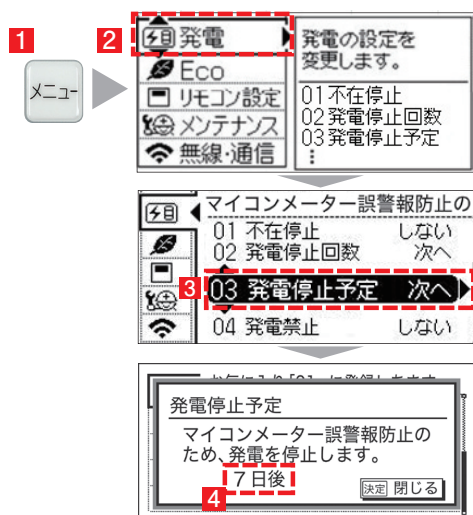 1
メニュー
2
発電
Eco
リモコン設定
メンテナンス
無線・通信
発電の設定を
変更します。
01 不在停止
02 発電停止回数
03 発電停止予定
⋮
マイコンメーター誤警報防止の
01 不在停止 しない
02 発電停止回数 次へ
3
03 発電停止予定 次へ
04 発電禁止 しない
発電停止予定
マイコンメーター誤警報防止の
ため、発電を停止します。
7日後
4
決定 閉じる